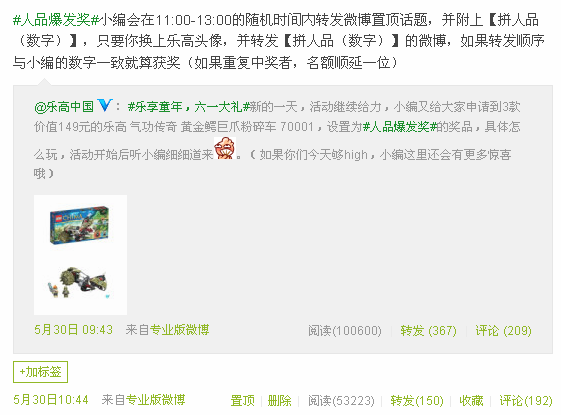 #人品爆发奖#小编会在11:00-13:00的随机时间内转发微博置顶话题，并附上【拼人品
（数字）】，只要你换上乐高头像，并转发【拼人品（数字）】的微博，如果转发顺序
与小编的数字一致就算获奖（如果重复中奖者，名额顺延一位）
@乐高中国 ：#乐享童年，六一大礼#新的一天，活动继续给力，小编又给大家申请到3款
价值149元的乐高 气功传奇 黄金鳄巨爪粉碎车 70001，设置为#人品爆发奖#的奖品，具体怎
么玩，活动开始后听小编细细道来。（如果你们今天够high，小编这里还会有更多惊喜
哦）
5月30日 09:43 来自专业版微博 阅读(100600) 转发 (367) 评论 (209)
+加标签
5月30日10:44 来自专业版微博 置顶 删除 阅读(53223) 转发(150) 收藏 评论(192)